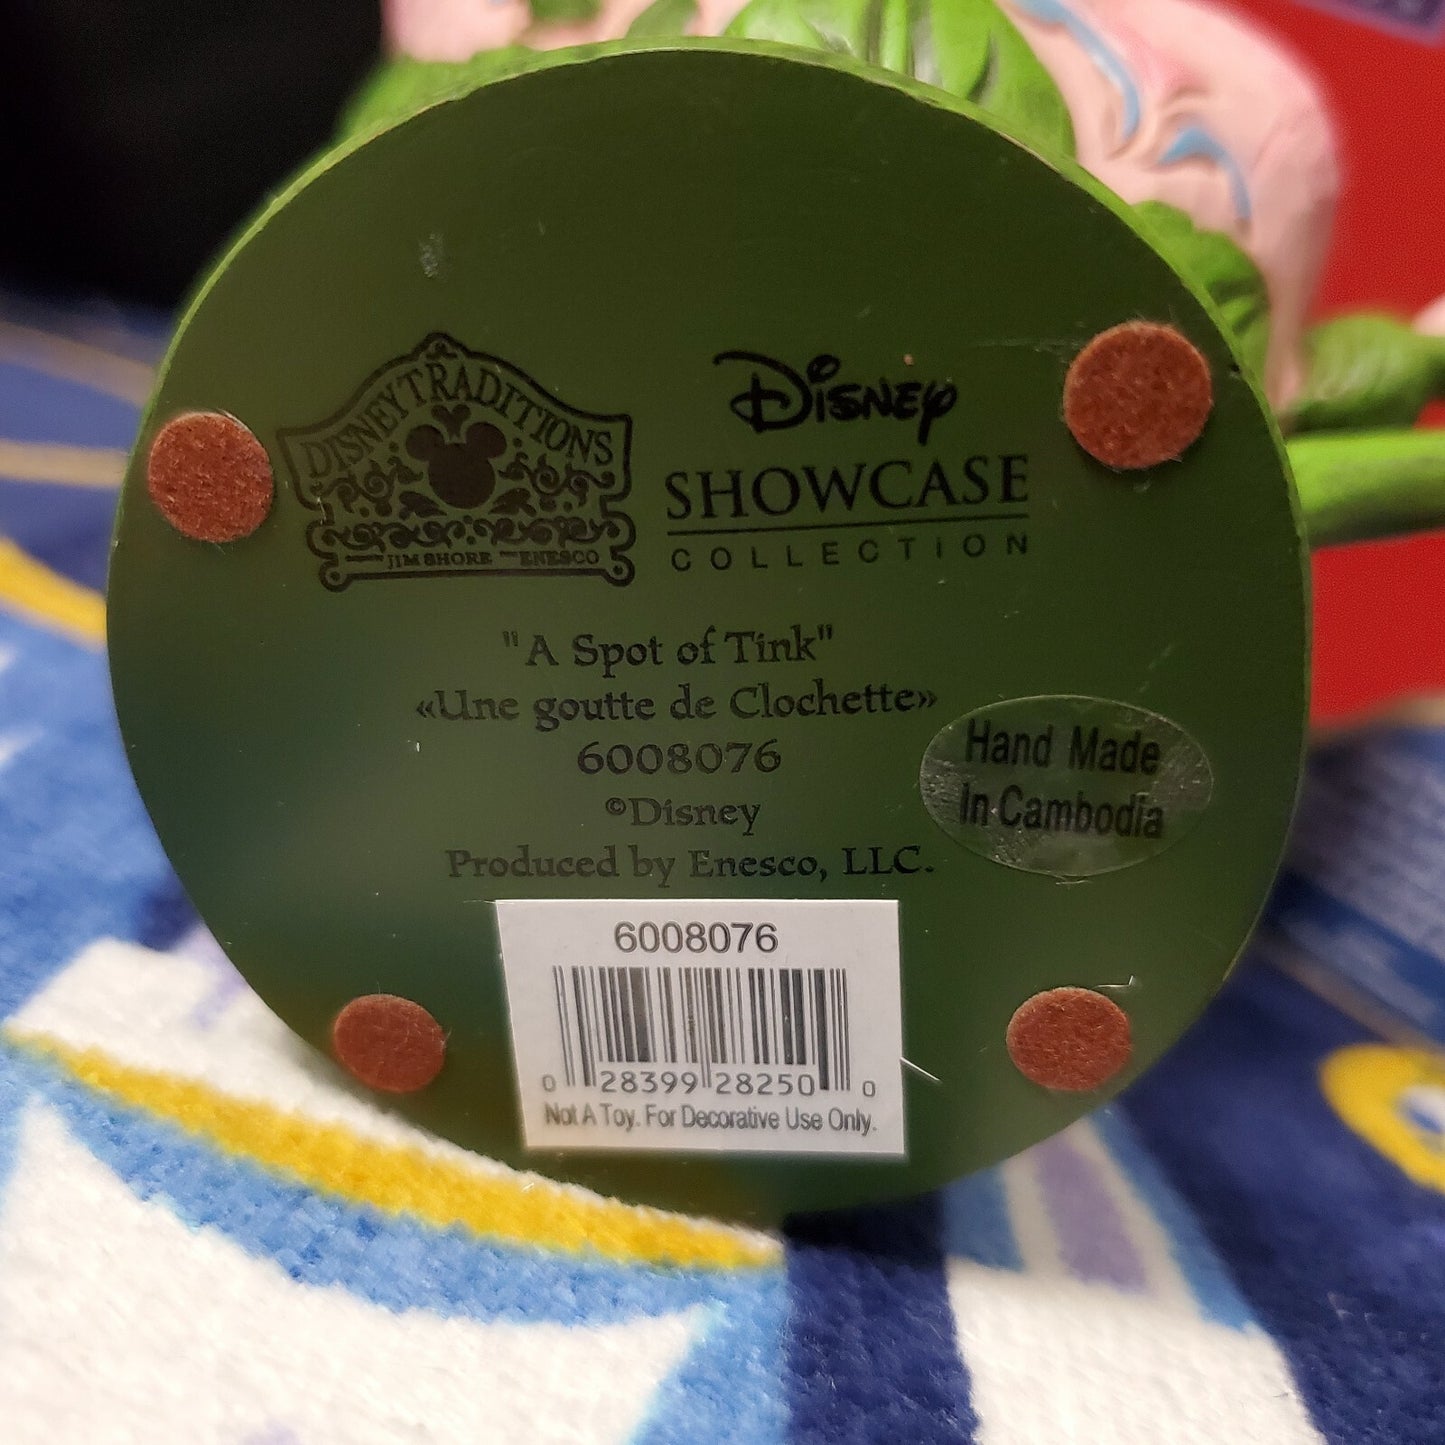 DISNEY TRADITIONS
JIM SHORE ENESCO
Disney
SHOWCASE
COLLECTION
"A Spot of Tink"
«Une goutte de Clochette»
6008076
©Disney
Produced by Enesco, LLC.
Hand Made
In Cambodia
6008076
0 28399 28250 0
Not A Toy. For Decorative Use Only.